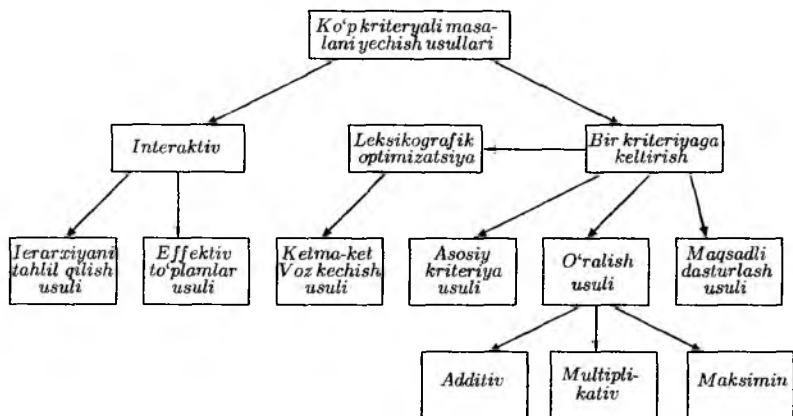 Ko‘p kriteryali masa-
lani yechish usullari
Interaktiv
Leksikografik
optimizatsiya
Bir kriteriyaga
keltirish
Ierarxiyani
tahlil qilish
usuli
Effektiv
to‘plamlar
usuli
Ketma-ket
Voz kechish
usuli
Asosiy
kriteriya
usuli
O‘ralish
usuli
Maqsadli
dasturlash
usuli
Additiv
Multipli-
kativ
Maksimin